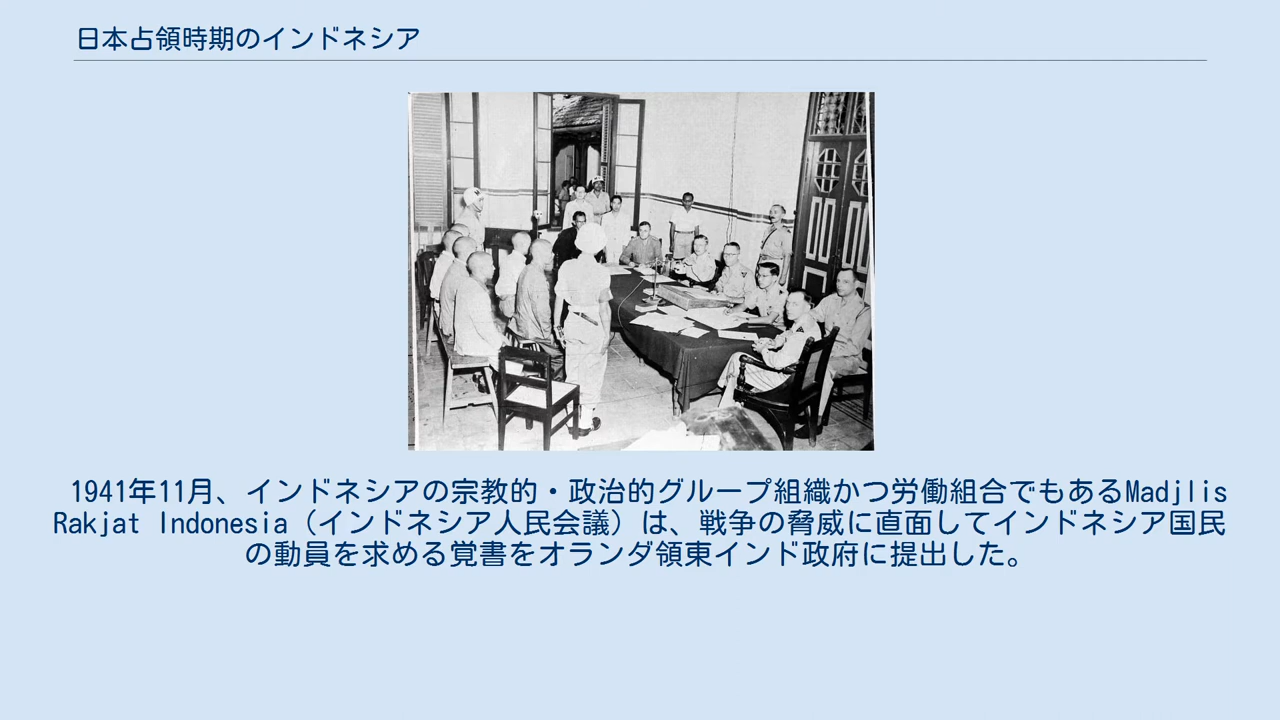 日本占領時期のインドネシア
1941年11月、インドネシアの宗教的・政治的グループ組織かつ労働組合でもあるMadjlis
Rakjat Indonesia（インドネシア人民会議）は、戦争の脅威に直面してインドネシア国民
の動員を求める覚書をオランダ領東インド政府に提出した。